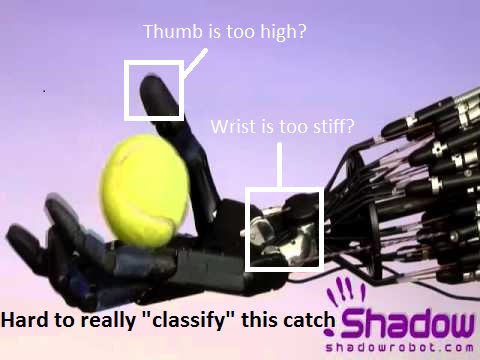 Thumb is too high?
Wrist is too stiff?
Hard to really "classify" this catch
Shadow
shadowrobot.com